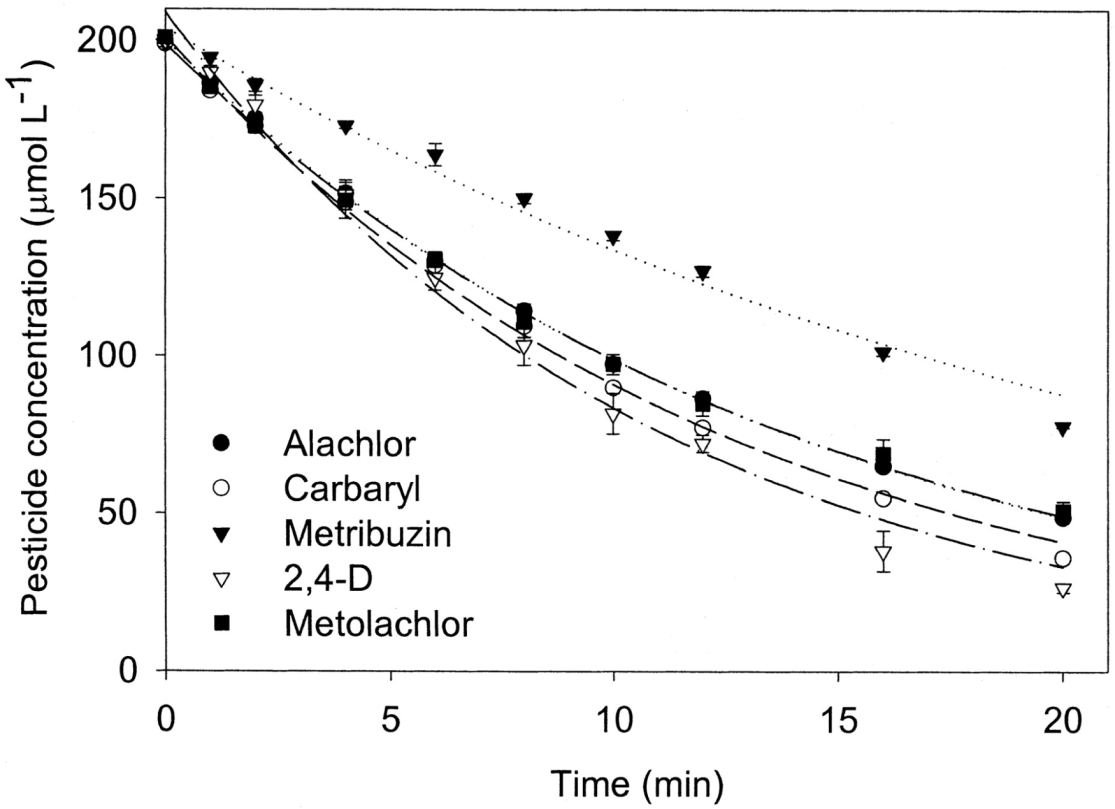 Pesticide concentration (μmol L⁻¹)
200
150
100
50
0
Alachlor
Carbaryl
Metribuzin
2,4-D
Metolachlor
0 5 10 15 20
Time (min)